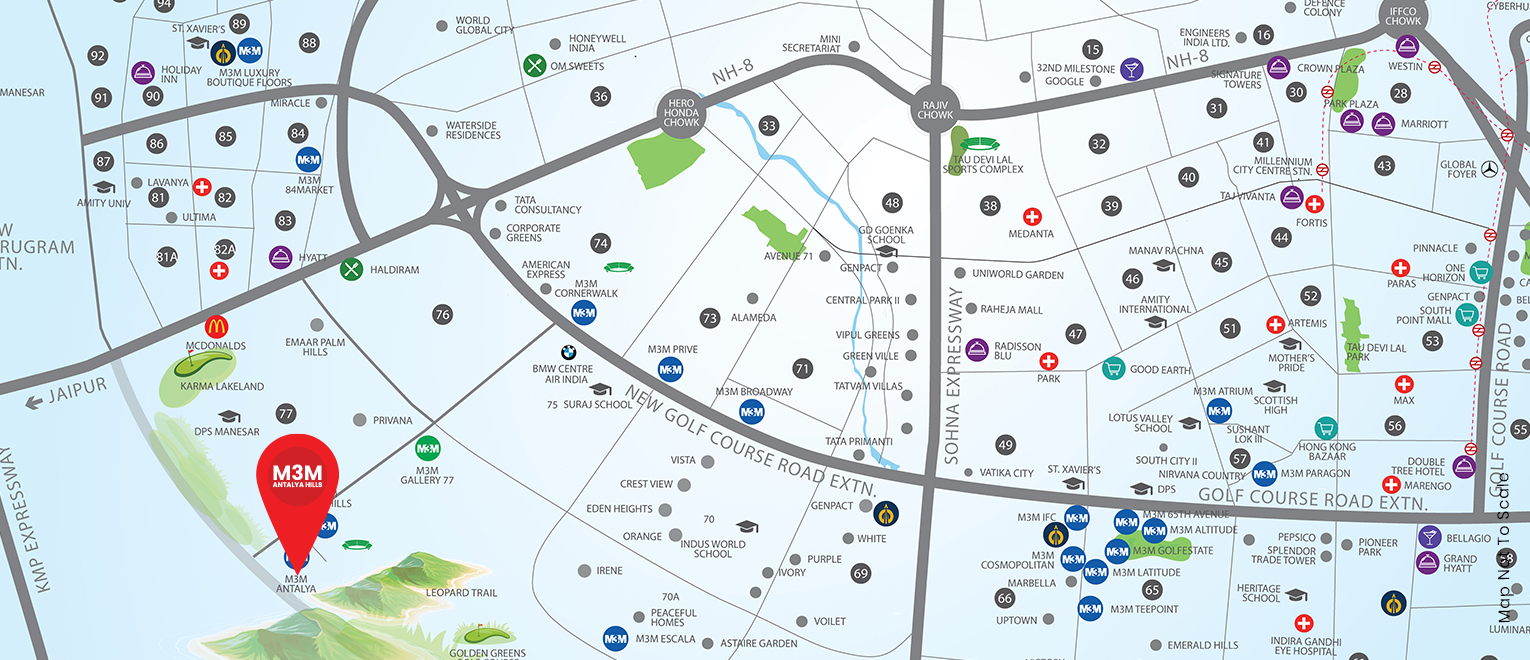 94
ST. XAVIER'S
89
88
92
HOLIDAY
INN
M3M
M3M LUXURY
BOUTIQUE FLOORS
MANESAR
91
90
MIRACLE
WORLD
GLOBAL CITY
HONEYWELL
INDIA
OM SWEETS
36
MINI
SECRETARIAT
NH-8
HERO
HONDA
CHOWK
33
RAJIV
CHOWK
15
32ND MILESTONE
GOOGLE
NH-8
ENGINEERS
INDIA LTD.
16
DEFENCE
COLONY
IFFCO
CHOWK
SIGNATURE
TOWERS
CROWN PLAZA
WESTIN
30
28
PARK PLAZA
MARRIOTT
31
86
85
84
M3M
M3M
84MARKET
87
AMITY UNIV
LAVANYA
81
82
ULTIMA
83
81A
82A
HYATT
HALDIRAM
WATERSIDE
RESIDENCES
TATA
CONSULTANCY
CORPORATE
GREENS
74
AMERICAN
EXPRESS
M3M
CORNERWALK
M3M
TAU DEVI LAL
SPORTS COMPLEX
32
41
MILLENNIUM
CITY CENTRE STN.
43
GLOBAL
FOYER
40
TAJ VIVANTA
FORTIS
48
38
MEDANTA
39
GD GOENKA
SCHOOL
AVENUE 71
GENPACT
44
PINNACLE
MANAV RACHNA
46
45
UNIWORLD GARDEN
PARAS
ONE
HORIZON
CENTRAL PARK II
RAHEJA MALL
AMITY
INTERNATIONAL
52
GENPACT
SOUTH
POINT MALL
76
MCDONALDS
EMAAR PALM
HILLS
73
ALAMEDA
VIPUL GREENS
GREEN VILLE
47
51
ARTEMIS
53
RADISSON
BLU
PARK
GOOD EARTH
MOTHER'S
PRIDE
TAU DEVI LAL
PARK
BMW CENTRE
AIR INDIA
M3M PRIVE
M3M
71
TATVAM VILLAS
KARMA LAKELAND
JAIPUR
75
SURAJ SCHOOL
M3M BROADWAY
M3M
M3M ATRIUM
M3M
SCOTTISH
HIGH
MAX
77
PRIVANA
DPS MANESAR
NEW GOLF COURSE ROAD EXTN.
TATA PRIMANTI
SOHNA EXPRESSWAY
49
LOTUS VALLEY
SCHOOL
SUSHANT
LOK III
HONG KONG
BAZAAR
56
55
M3M
M3M
GALLERY 77
VISTA
VATIKA CITY
ST. XAVIER'S
SOUTH CITY II
57
NIRVANA COUNTRY
M3M
M3M PARAGON
DOUBLE
TREE HOTEL
MARENGO
GOLF COURSE ROAD
M3M
ANTALYA HILLS
CREST VIEW
DPS
GOLF COURSE ROAD EXTN.
KMP EXPRESSWAY
EDEN HEIGHTS
70
GENPACT
M3M IFC
M3M
M3M
M3M 65TH AVENUE
M3M
M3M ALTITUDE
ORANGE
INDUS WORLD
SCHOOL
WHITE
M3M
M3M GOLFESTATE
PEPSICO
SPLENDOR
TRADE TOWER
PIONEER
PARK
BELLAGIO
M3M
COSMOPOLITAN
M3M
M3M
M3M LATITUDE
GRAND
HYATT
M3M
ANTALYA
IRENE
PURPLE
IVORY
69
MARBELLA
66
65
HERITAGE
SCHOOL
LEOPARD TRAIL
70A
PEACEFUL
HOMES
VOILET
UPTOWN
M3M
M3M TEEPOINT
M3M
M3M ESCALA
ASTAIRE GARDEN
EMERALD HILLS
INDIRA GANDHI
EYE HOSPITAL
GOLDEN GREENS
Map Not To Scale